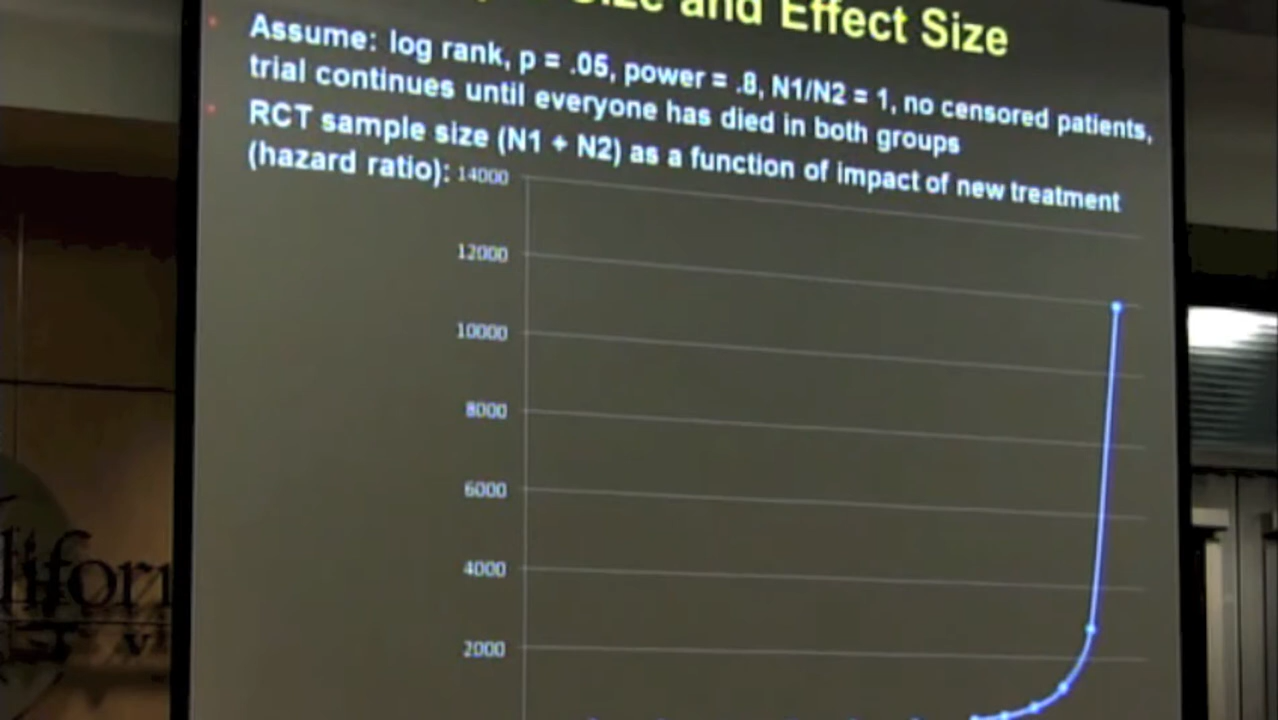 Size and Effect Size
Assume: log rank, p = .05, power = .8, N1/N2 = 1, no censored patients,
trial continues until everyone has died in both groups
RCT sample size (N1 + N2) as a function of impact of new treatment
(hazard ratio):
14000
12000
10000
8000
6000
4000
2000
lifor